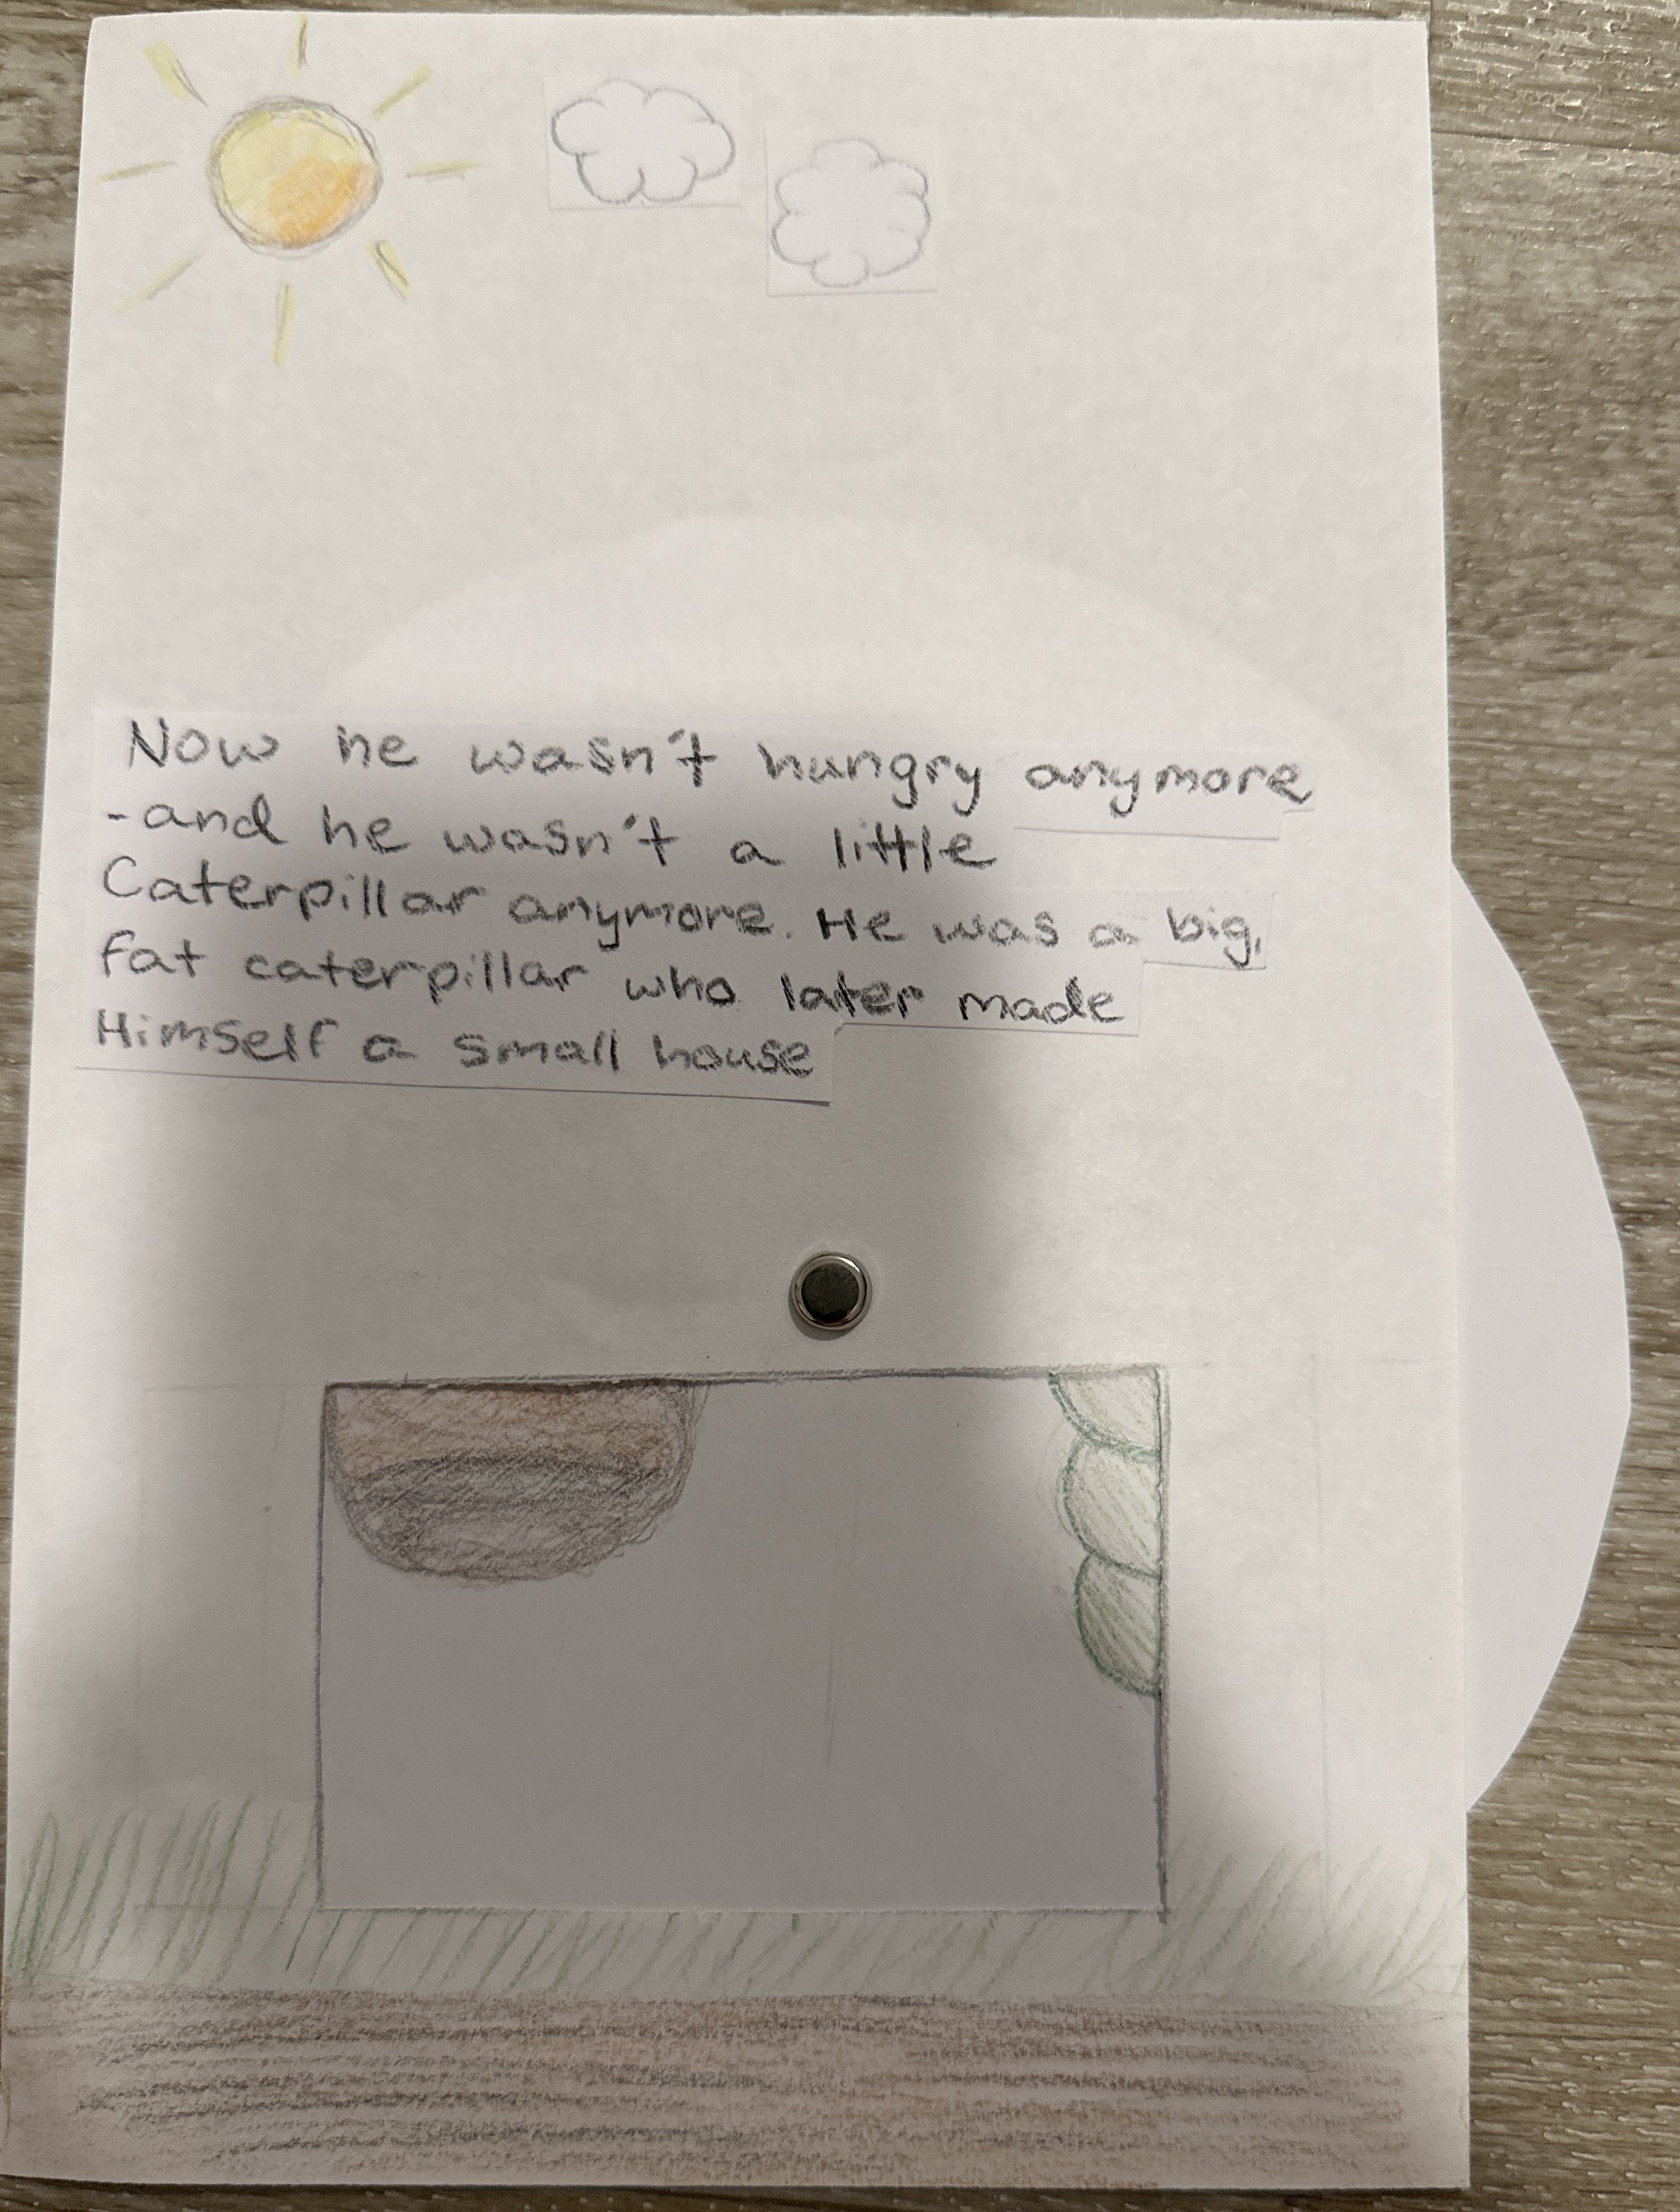 Now he wasn't hungry anymore
-and he wasn't a little
Caterpillar anymore. He was a big,
fat caterpillar who later made
Himself a small house